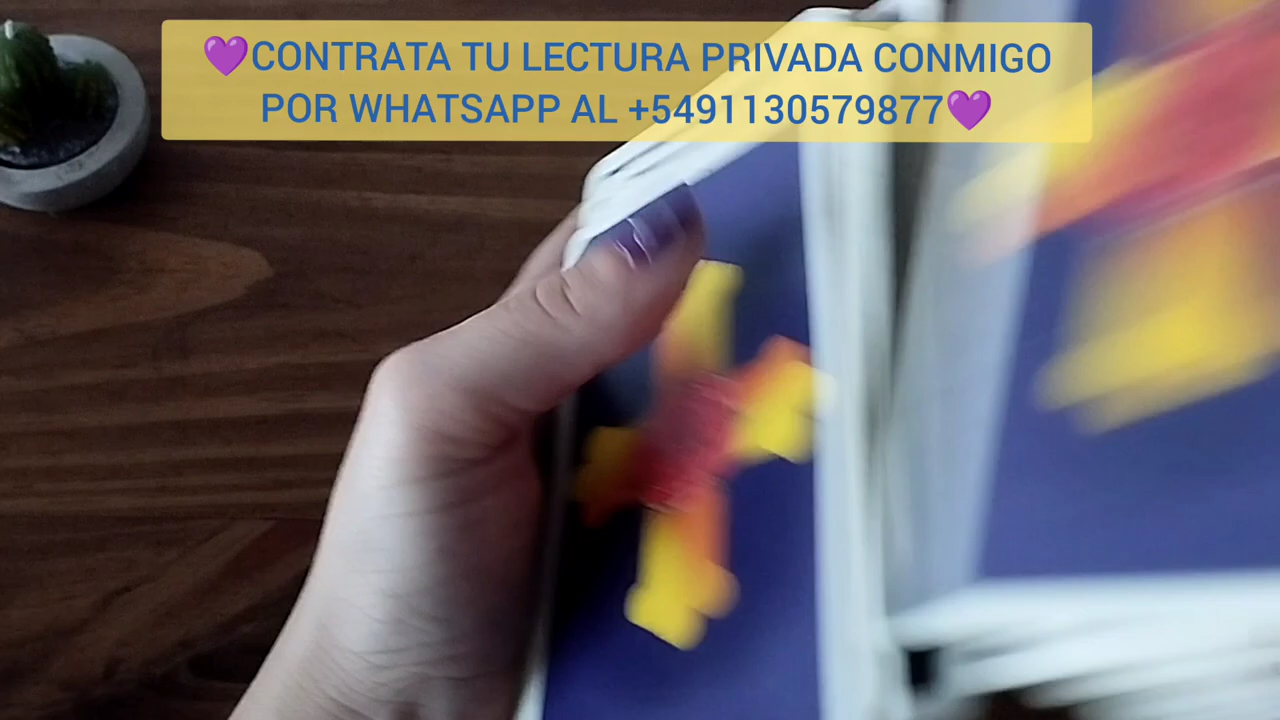 💜CONTRATA TU LECTURA PRIVADA CONMIGO
POR WHATSAPP AL +5491130579877💜